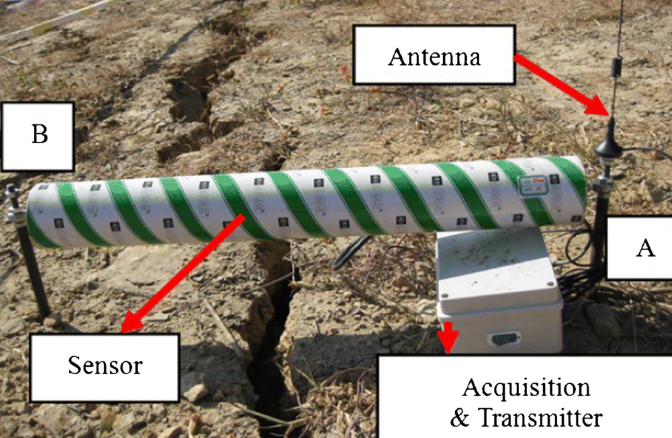 Antenna
B
A
Sensor
Acquisition
& Transmitter